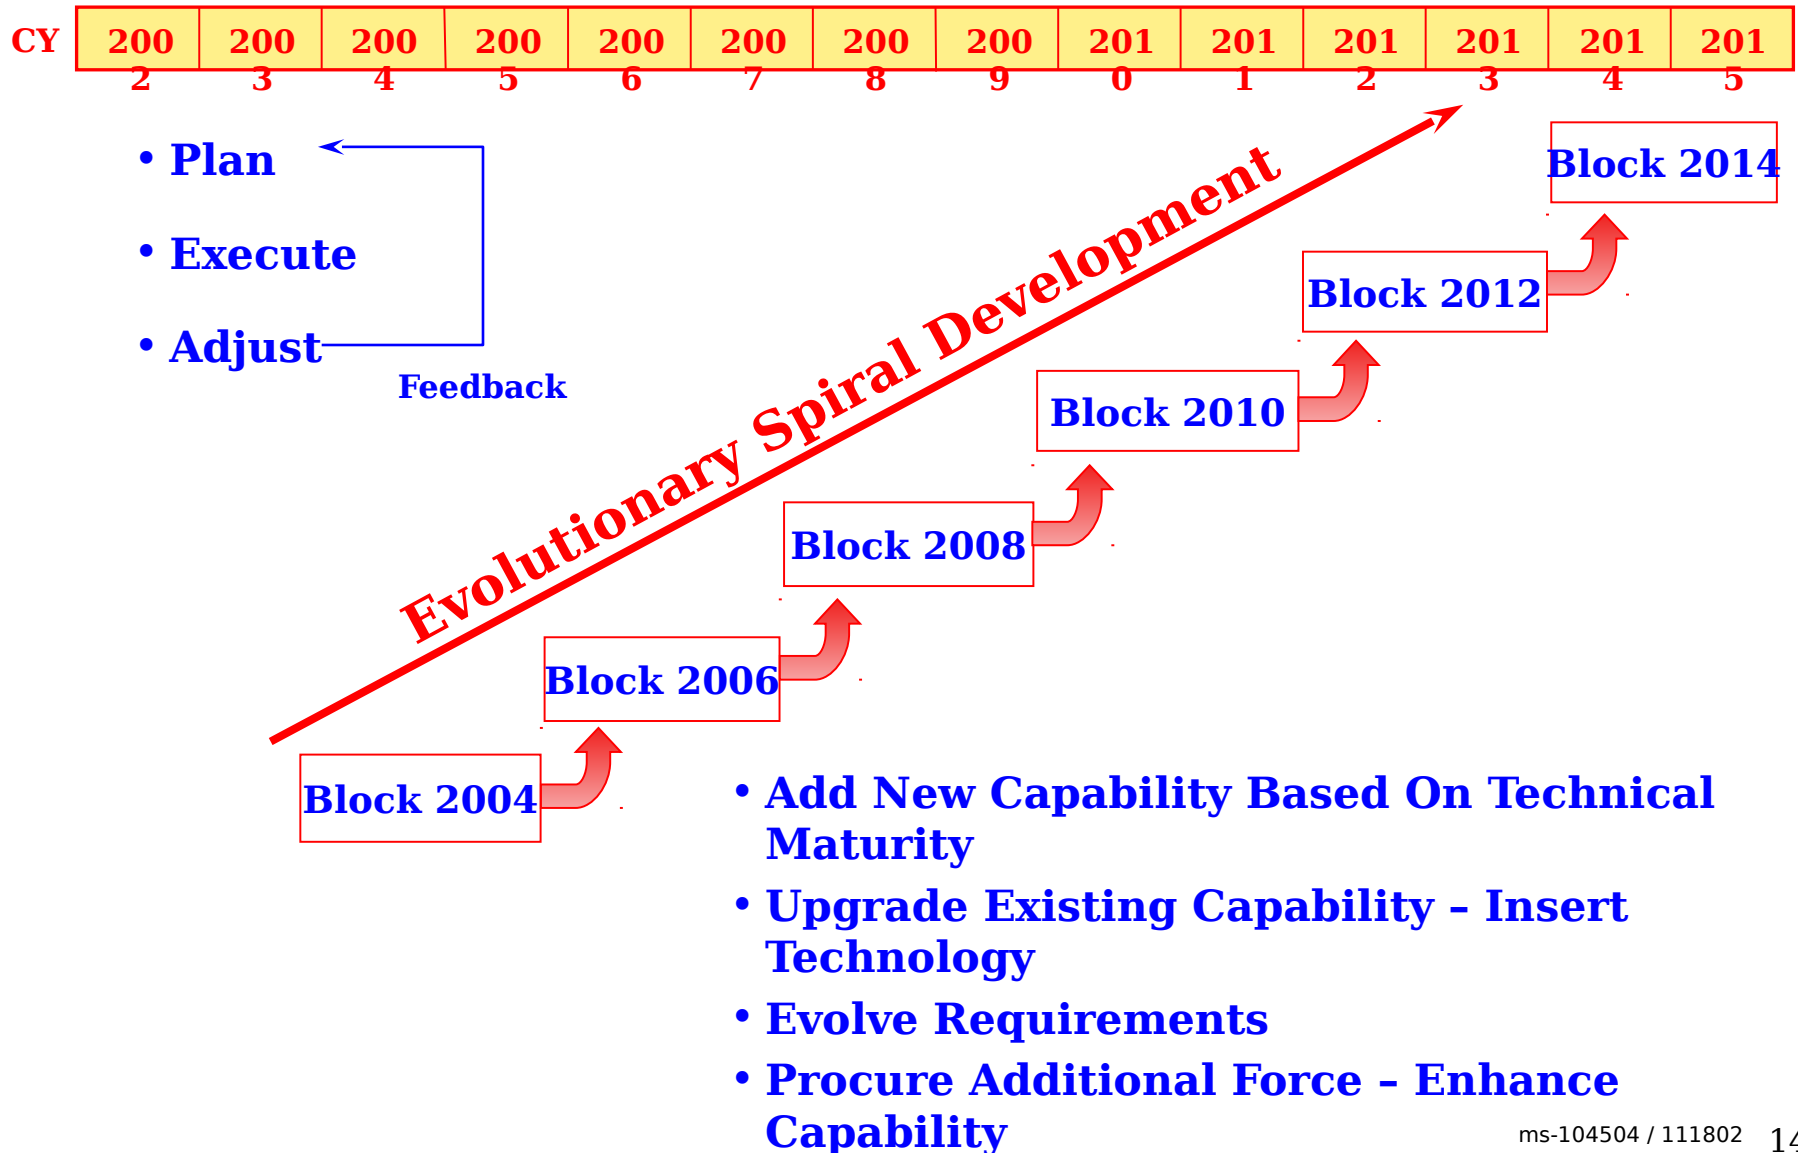 CY 2002 2003 2004 2005 2006 2007 2008 2009 2010 2011 2012 2013 2014 2015
• Plan
• Execute
• Adjust
Feedback
Evolutionary Spiral Development
Block 2014
Block 2012
Block 2010
Block 2008
Block 2006
Block 2004
• Add New Capability Based On Technical
Maturity
• Upgrade Existing Capability – Insert
Technology
• Evolve Requirements
• Procure Additional Force – Enhance
Capability
ms-104504 / 111802 14